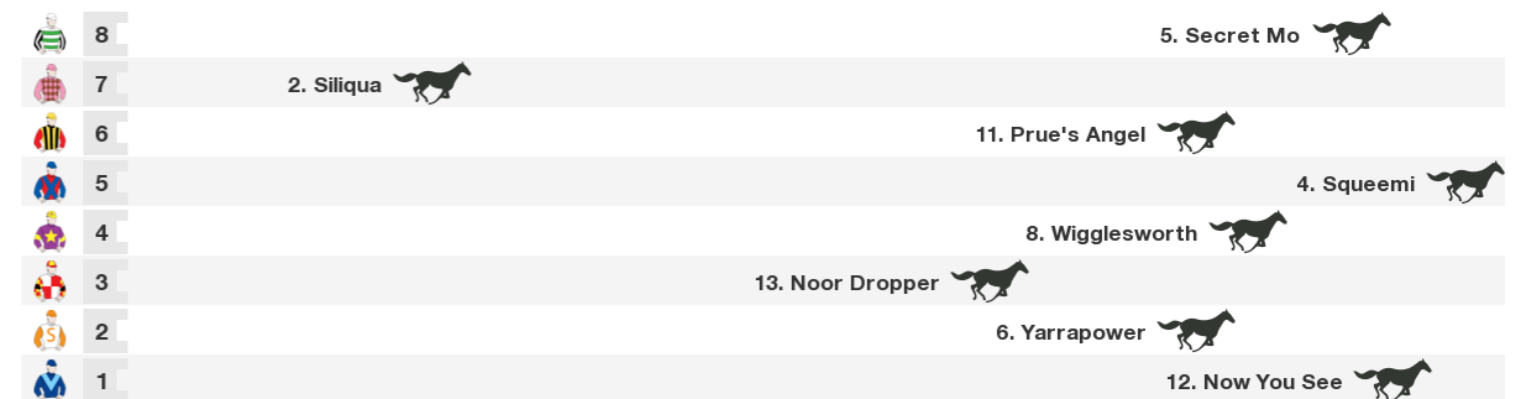 8 5. Secret Mo
7 2. Siliqua
6 11. Prue's Angel
5 4. Squeemi
4 8. Wigglesworth
3 13. Noor Dropper
S 2 6. Yarrapower
1 12. Now You See